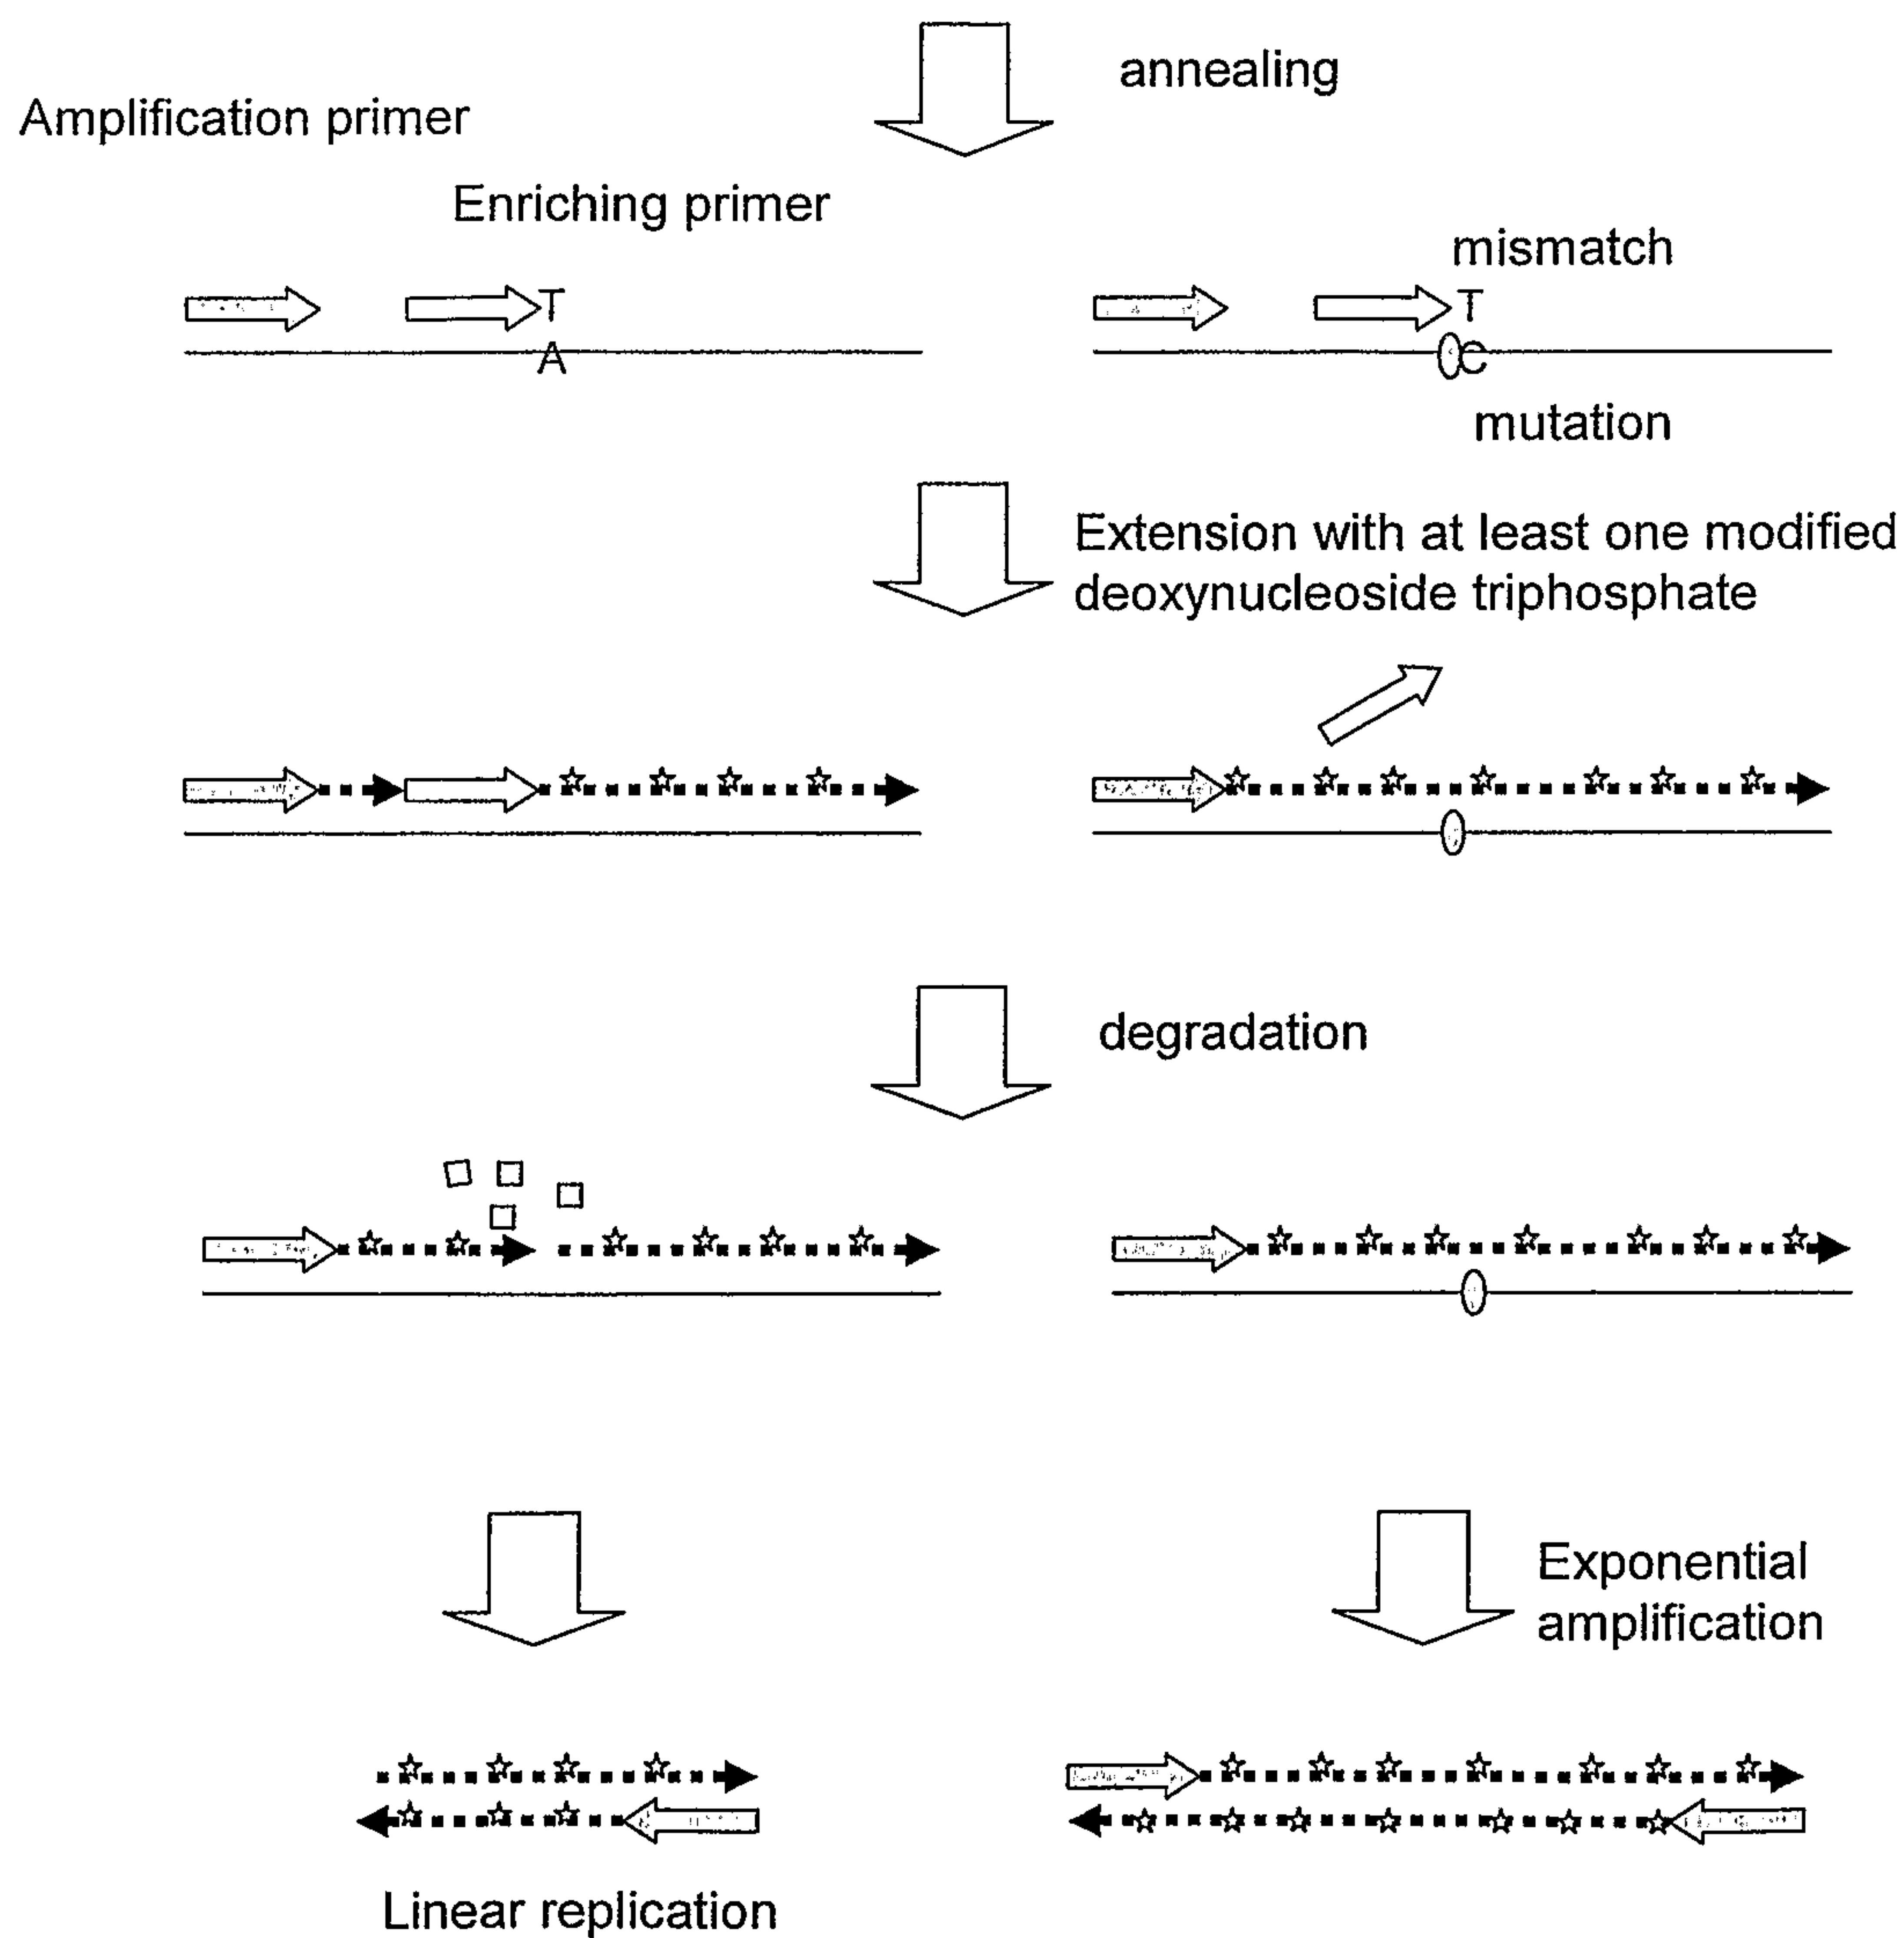 annealing
Amplification primer
Enriching primer
mismatch
T
T
A
C
mutation
Extension with at least one modified
deoxynucleoside triphosphate
degradation
Exponential
amplification
Linear replication